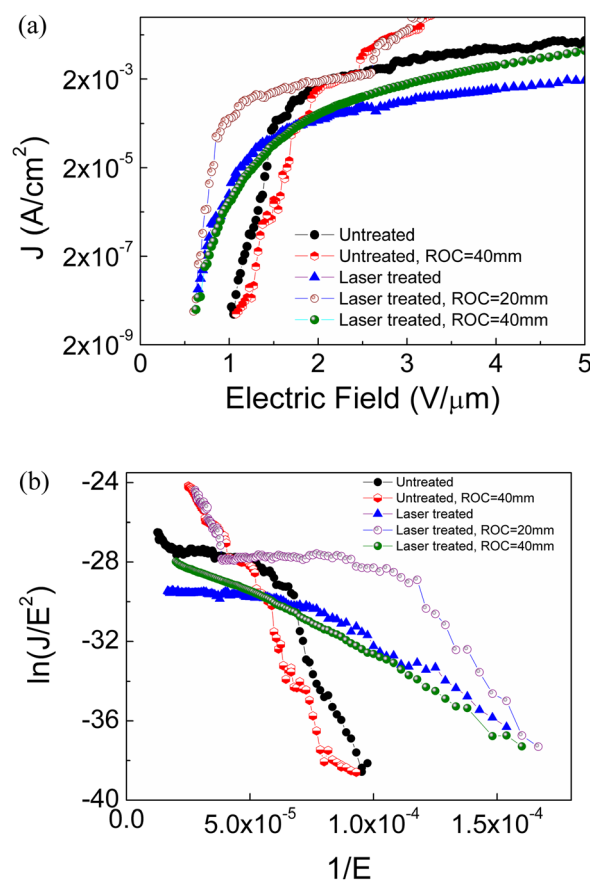 (a)
2x10⁻³
2x10⁻⁵
2x10⁻⁷
2x10⁻⁹
J (A/cm²)
Untreated
Untreated, ROC=40mm
Laser treated
Laser treated, ROC=20mm
Laser treated, ROC=40mm
0 1 2 3 4 5
Electric Field (V/μm)
(b)
-24
-28
-32
-36
-40
ln(J/E²)
Untreated
Untreated, ROC=40mm
Laser treated
Laser treated, ROC=20mm
Laser treated, ROC=40mm
0.0 5.0x10⁻⁵ 1.0x10⁻⁴ 1.5x10⁻⁴
1/E